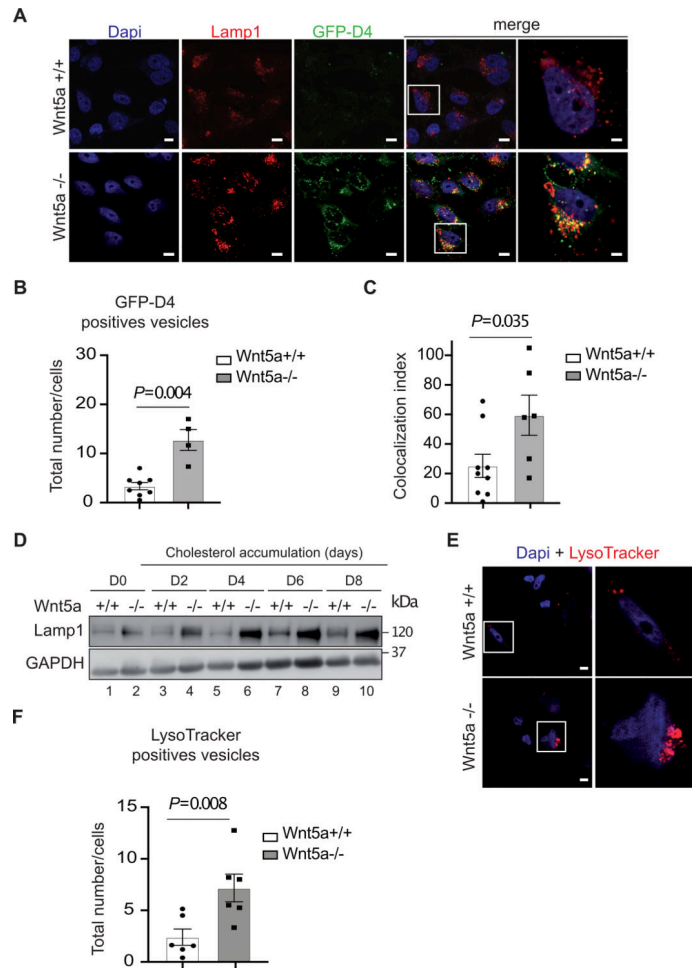 A
Dapi Lamp1 GFP-D4 merge
Wnt5a +/+
Wnt5a -/-
B
GFP-D4
positives vesicles
Total number/cells
30
20
10
0
P=0.004
Wnt5a+/+
Wnt5a-/-
C
Colocalization index
100
80
60
40
20
0
P=0.035
Wnt5a+/+
Wnt5a-/-
D
Cholesterol accumulation (days)
D0 D2 D4 D6 D8
Wnt5a +/+ -/- +/+ -/- +/+ -/- +/+ -/- +/+ -/- kDa
Lamp1 120
37
GAPDH
1 2 3 4 5 6 7 8 9 10
E
Dapi + LysoTracker
Wnt5a +/+
Wnt5a -/-
F
LysoTracker
positives vesicles
Total number/cells
15
10
5
0
P=0.008
Wnt5a+/+
Wnt5a-/-